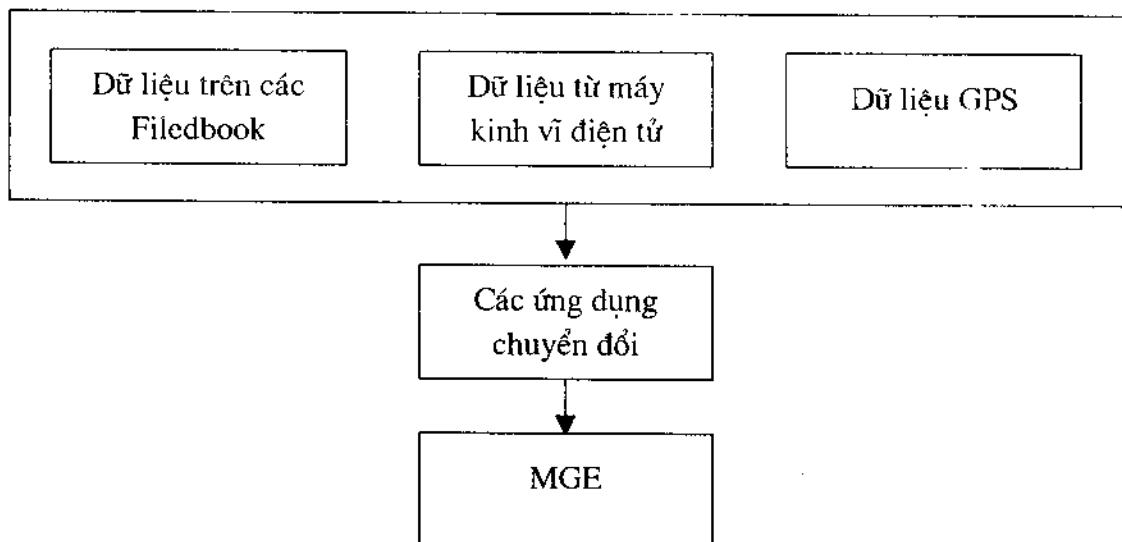 Dữ liệu trên các
Filedbook
Dữ liệu từ máy
kinh vĩ điện tử
Dữ liệu GPS
Các ứng dụng
chuyển đổi
MGE